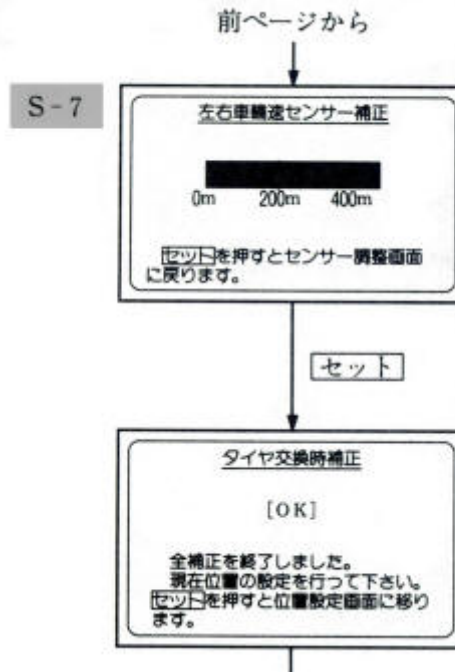 前ページから
S-7
左右車輪速センサー補正
0m 200m 400m
セットを押すとセンサー調整画面
に戻ります。
セット
タイヤ交換時補正
[OK]
全補正を終了しました。
現在位置の設定を行って下さい。
セットを押すと位置設定画面に移り
ます。